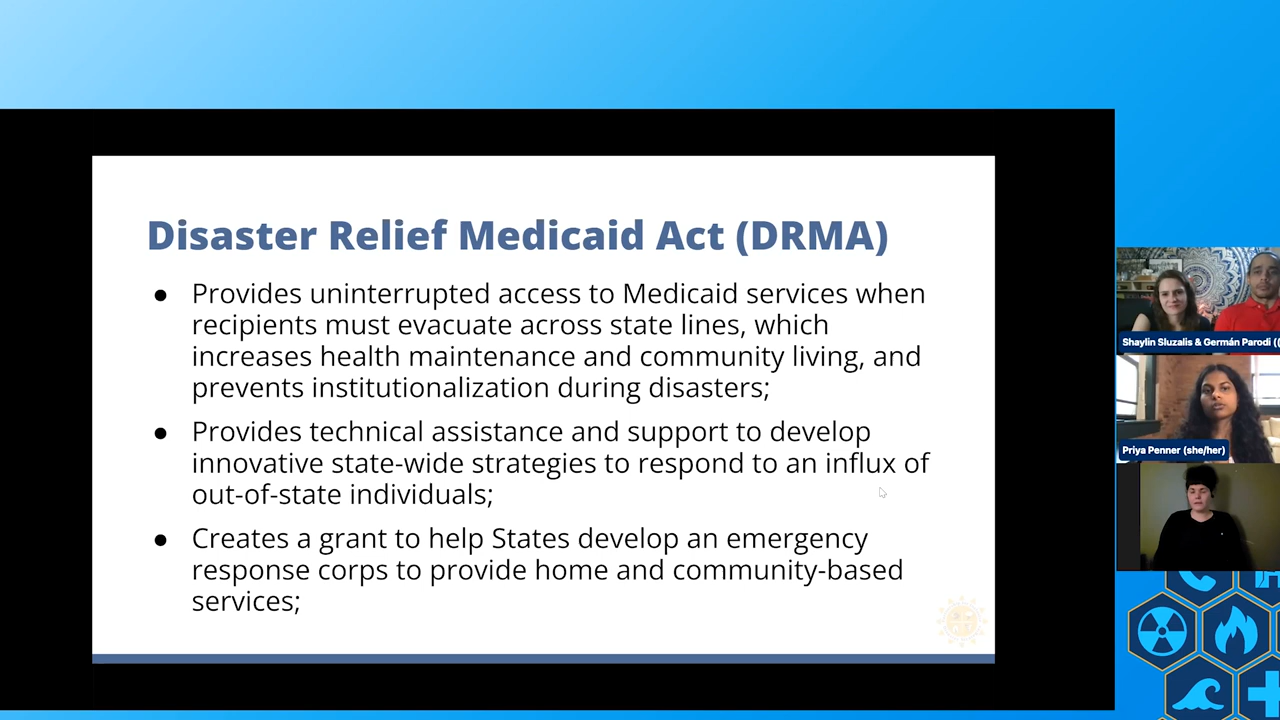 Disaster Relief Medicaid Act (DRMA)
● Provides uninterrupted access to Medicaid services when
recipients must evacuate across state lines, which
increases health maintenance and community living, and
prevents institutionalization during disasters;
● Provides technical assistance and support to develop
innovative state-wide strategies to respond to an influx of
out-of-state individuals;
● Creates a grant to help States develop an emergency
response corps to provide home and community-based
services;
Shaylin Sluzalis & Germán Parodi ((
Priya Penner (she/her)